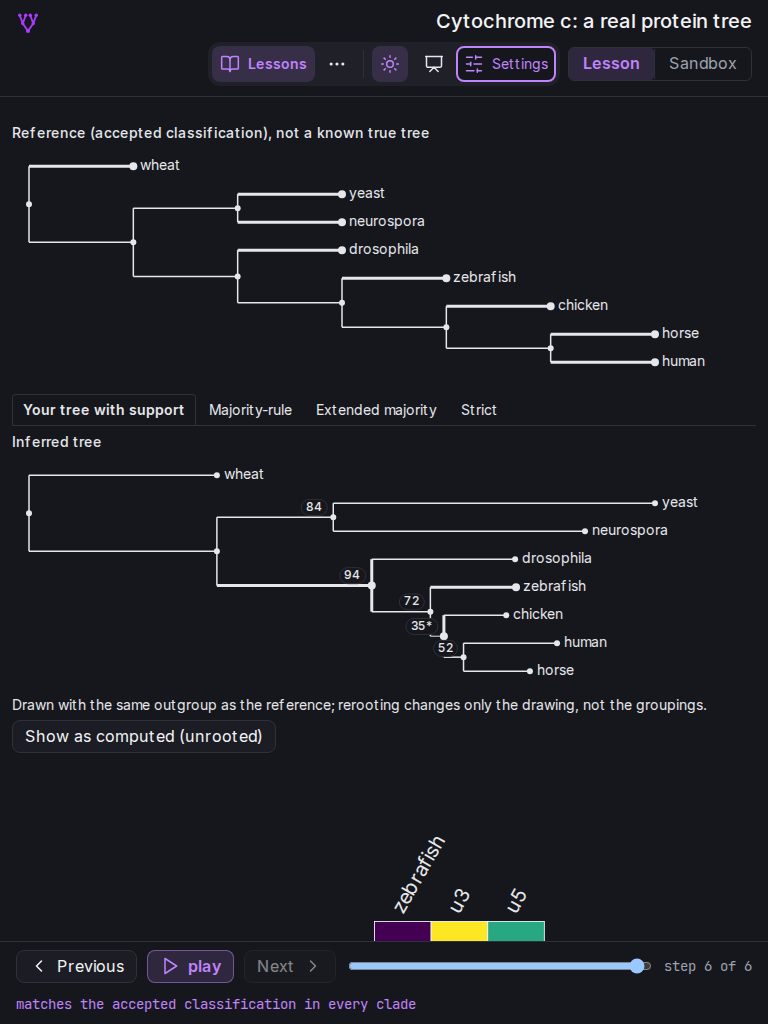 Cytochrome c: a real protein tree
Lessons
Settings
Lesson
Sandbox
Reference (accepted classification), not a known true tree
wheat
yeast
neurospora
drosophila
zebrafish
chicken
horse
human
Your tree with support
Majority-rule
Extended majority
Strict
Inferred tree
wheat
84
yeast
neurospora
drosophila
94
zebrafish
72
chicken
35*
human
52
horse
Drawn with the same outgroup as the reference; rerooting changes only the drawing, not the groupings.
Show as computed (unrooted)
zebrafish
u3
u5
Previous
play
Next
step 6 of 6
matches the accepted classification in every clade